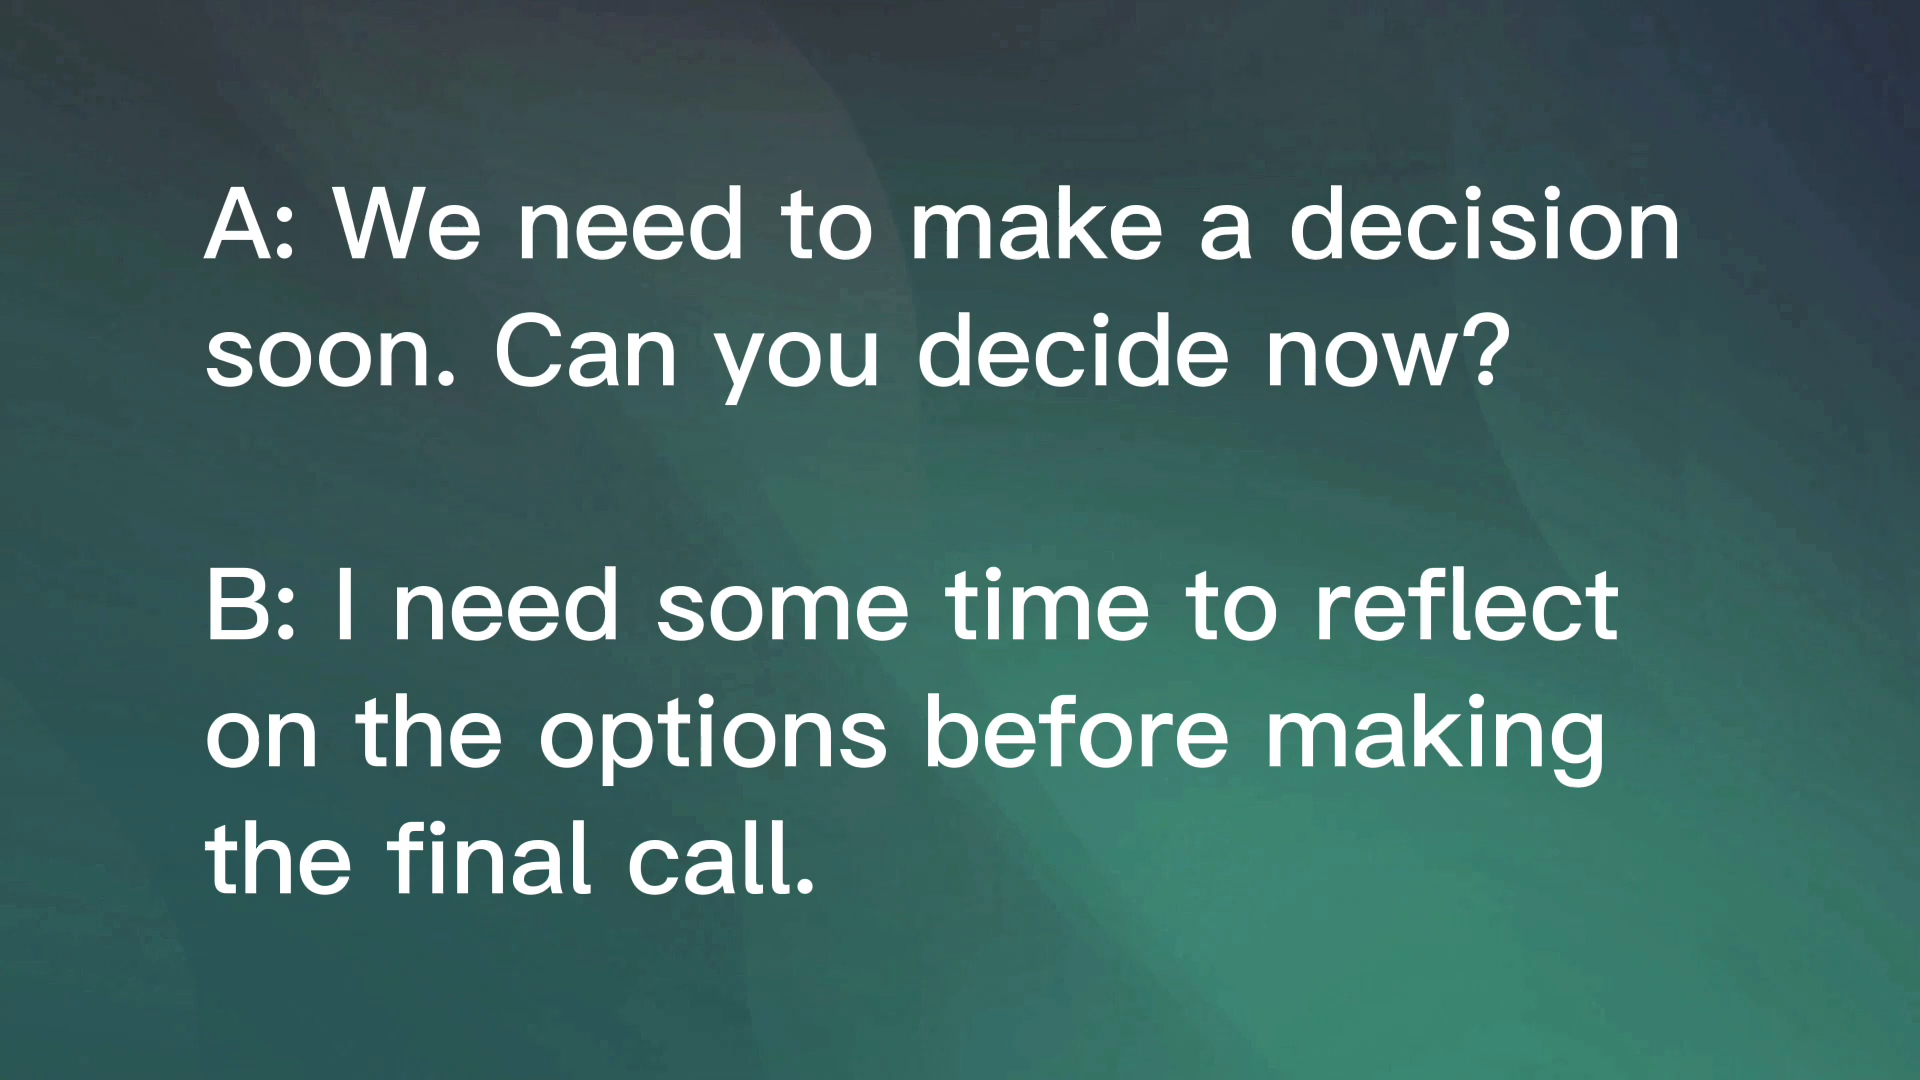 A: We need to make a decision
soon. Can you decide now?
B: I need some time to reflect
on the options before making
the final call.